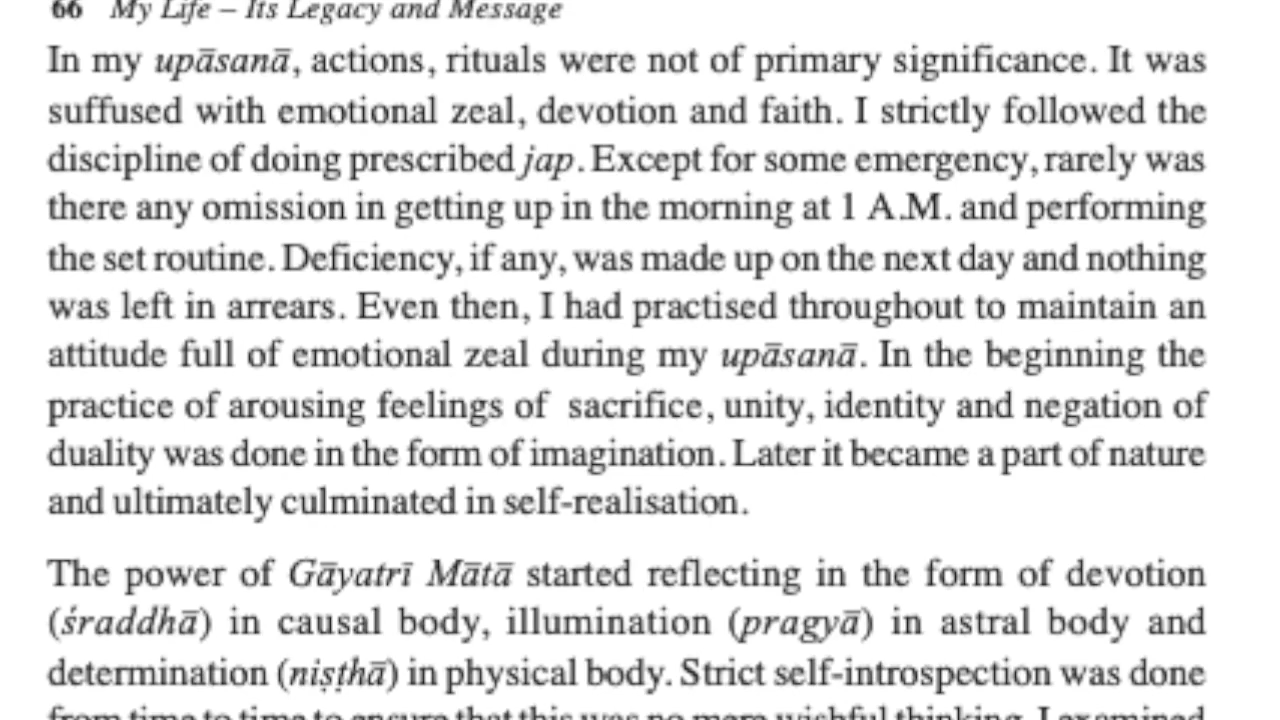 66 My Life – Its Legacy and Message
In my upāsanā, actions, rituals were not of primary significance. It was
suffused with emotional zeal, devotion and faith. I strictly followed the
discipline of doing prescribed jap. Except for some emergency, rarely was
there any omission in getting up in the morning at 1 A.M. and performing
the set routine. Deficiency, if any, was made up on the next day and nothing
was left in arrears. Even then, I had practised throughout to maintain an
attitude full of emotional zeal during my upāsanā. In the beginning the
practice of arousing feelings of sacrifice, unity, identity and negation of
duality was done in the form of imagination. Later it became a part of nature
and ultimately culminated in self-realisation.
The power of Gāyatrī Mātā started reflecting in the form of devotion
(śraddhā) in causal body, illumination (pragyā) in astral body and
determination (niṣṭhā) in physical body. Strict self-introspection was done
from time to time to ensure that this was no mere wishful thinking. I examined